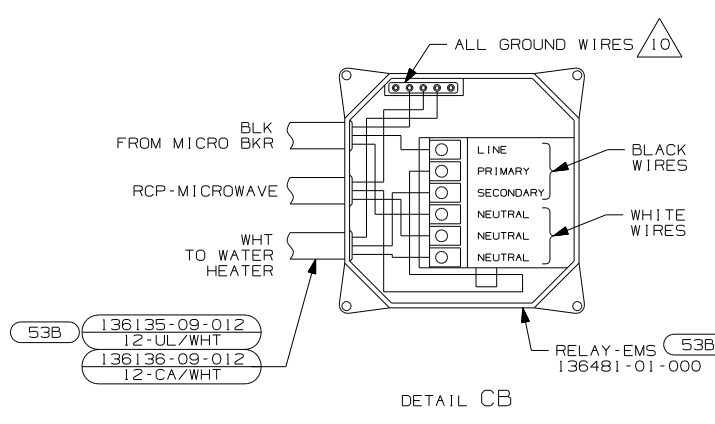 ALL GROUND WIRES 10
BLK
FROM MICRO BKR
RCP-MICROWAVE
WHT
TO WATER
HEATER
LINE
PRIMARY
SECONDARY
NEUTRAL
NEUTRAL
NEUTRAL
BLACK
WIRES
WHITE
WIRES
53B
136135-09-012
12-UL/WHT
136136-09-012
12-CA/WHT
RELAY-EMS 53B
136481-01-000
DETAIL CB